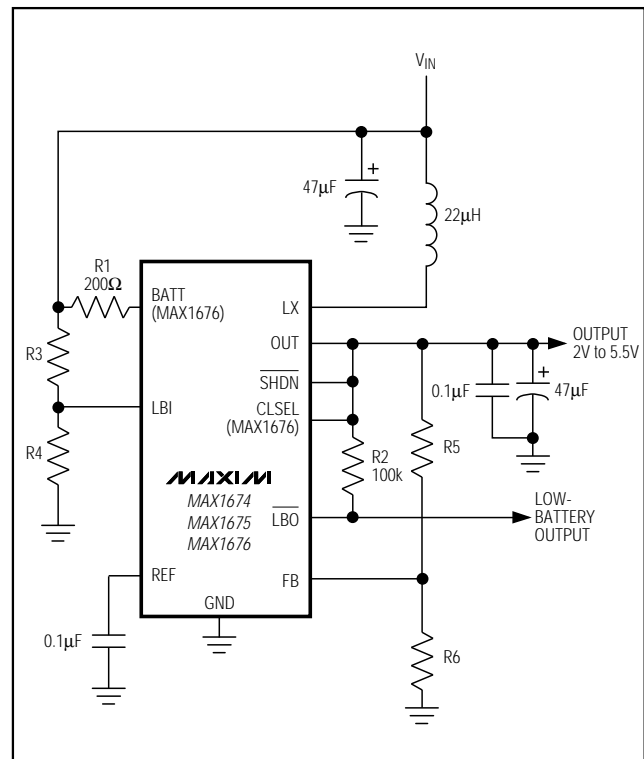 VIN
47µF
+
22µH
R1
200Ω
BATT
(MAX1676)
LX
OUT
OUTPUT
2V to 5.5V
R3
SHDN
0.1µF
+
47µF
LBI
CLSEL
(MAX1676)
R5
R4
R2
100k
MAXIM
MAX1674
MAX1675
MAX1676
LBO
LOW-
BATTERY
OUTPUT
REF
FB
GND
0.1µF
R6